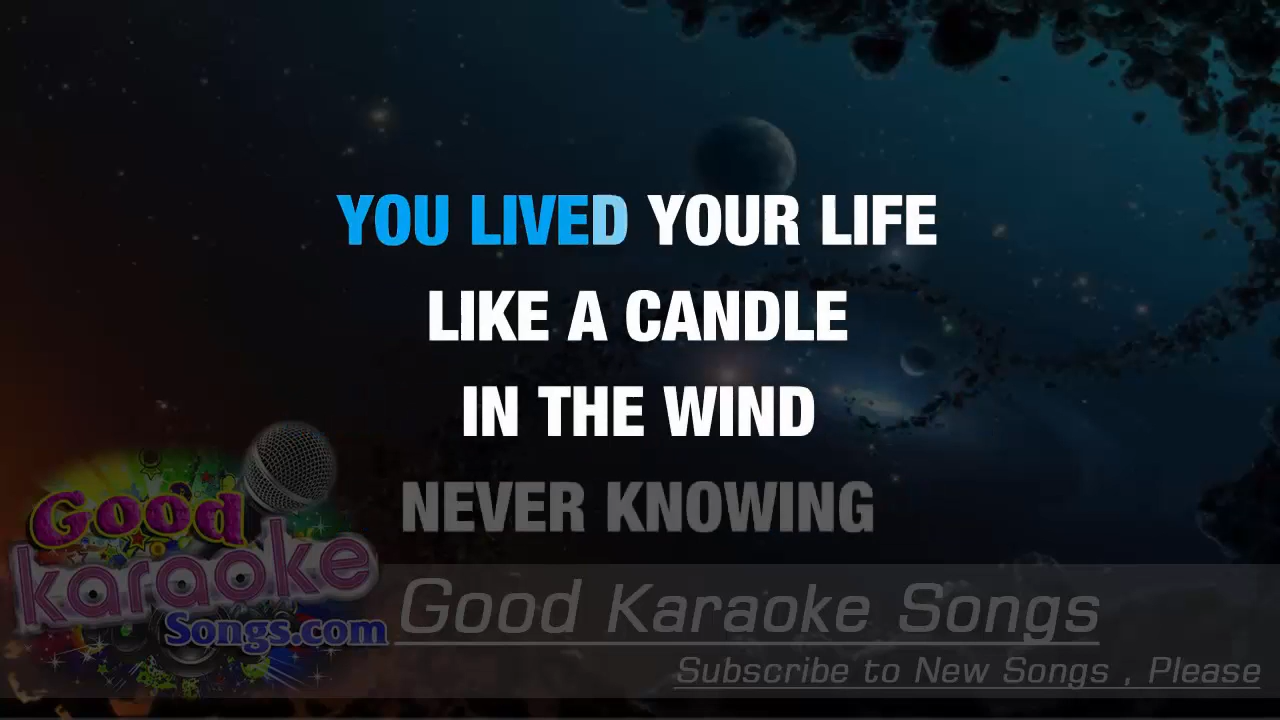 YOU LIVED YOUR LIFE
LIKE A CANDLE
IN THE WIND
NEVER KNOWING
Good
karaoke
Songs.com
Good Karaoke Songs
Subscribe to New Songs , Please